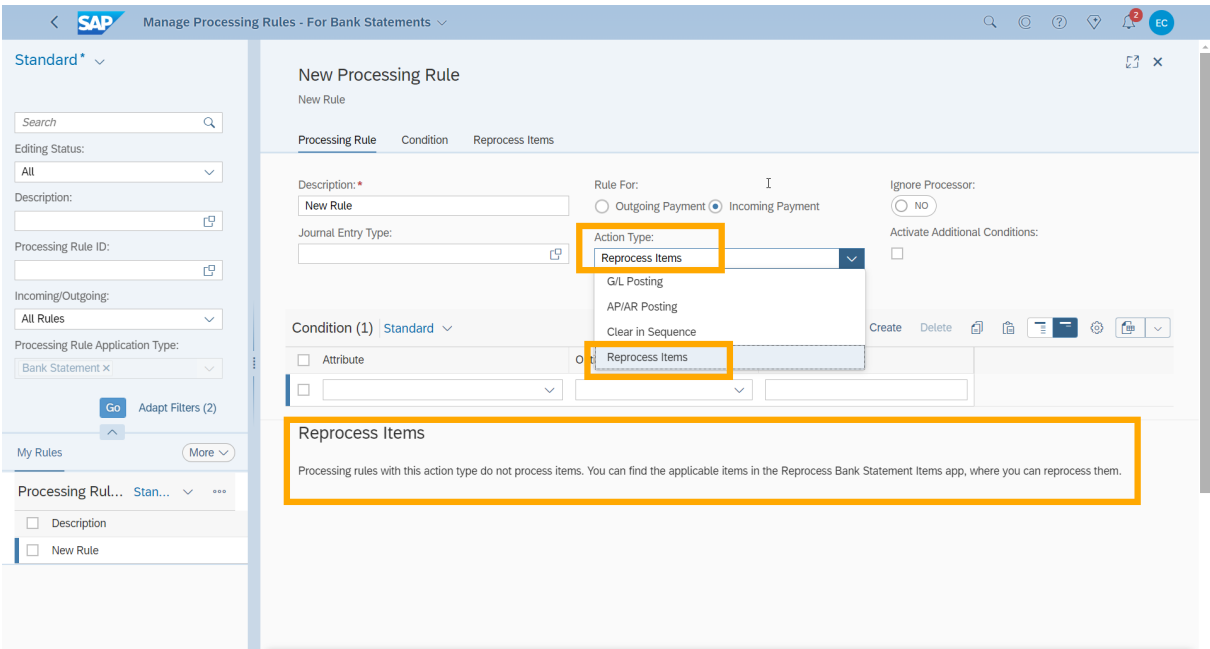 SAP Manage Processing Rules - For Bank Statements 2 EC
Standard*
Search
Editing Status:
All
Description:
Processing Rule ID:
Incoming/Outgoing:
All Rules
Processing Rule Application Type:
Bank Statement ×
Go Adapt Filters (2)
My Rules More
Processing Rul... Stan...
Description
New Rule
New Processing Rule
New Rule
Processing Rule Condition Reprocess Items
Description:* Rule For: Ignore Processor:
New Rule Outgoing Payment Incoming Payment NO
Journal Entry Type: Action Type: Activate Additional Conditions:
Reprocess Items
G/L Posting
AP/AR Posting
Clear in Sequence
Reprocess Items
Condition (1) Standard Create Delete
Attribute
Reprocess Items
Processing rules with this action type do not process items. You can find the applicable items in the Reprocess Bank Statement Items app, where you can reprocess them.